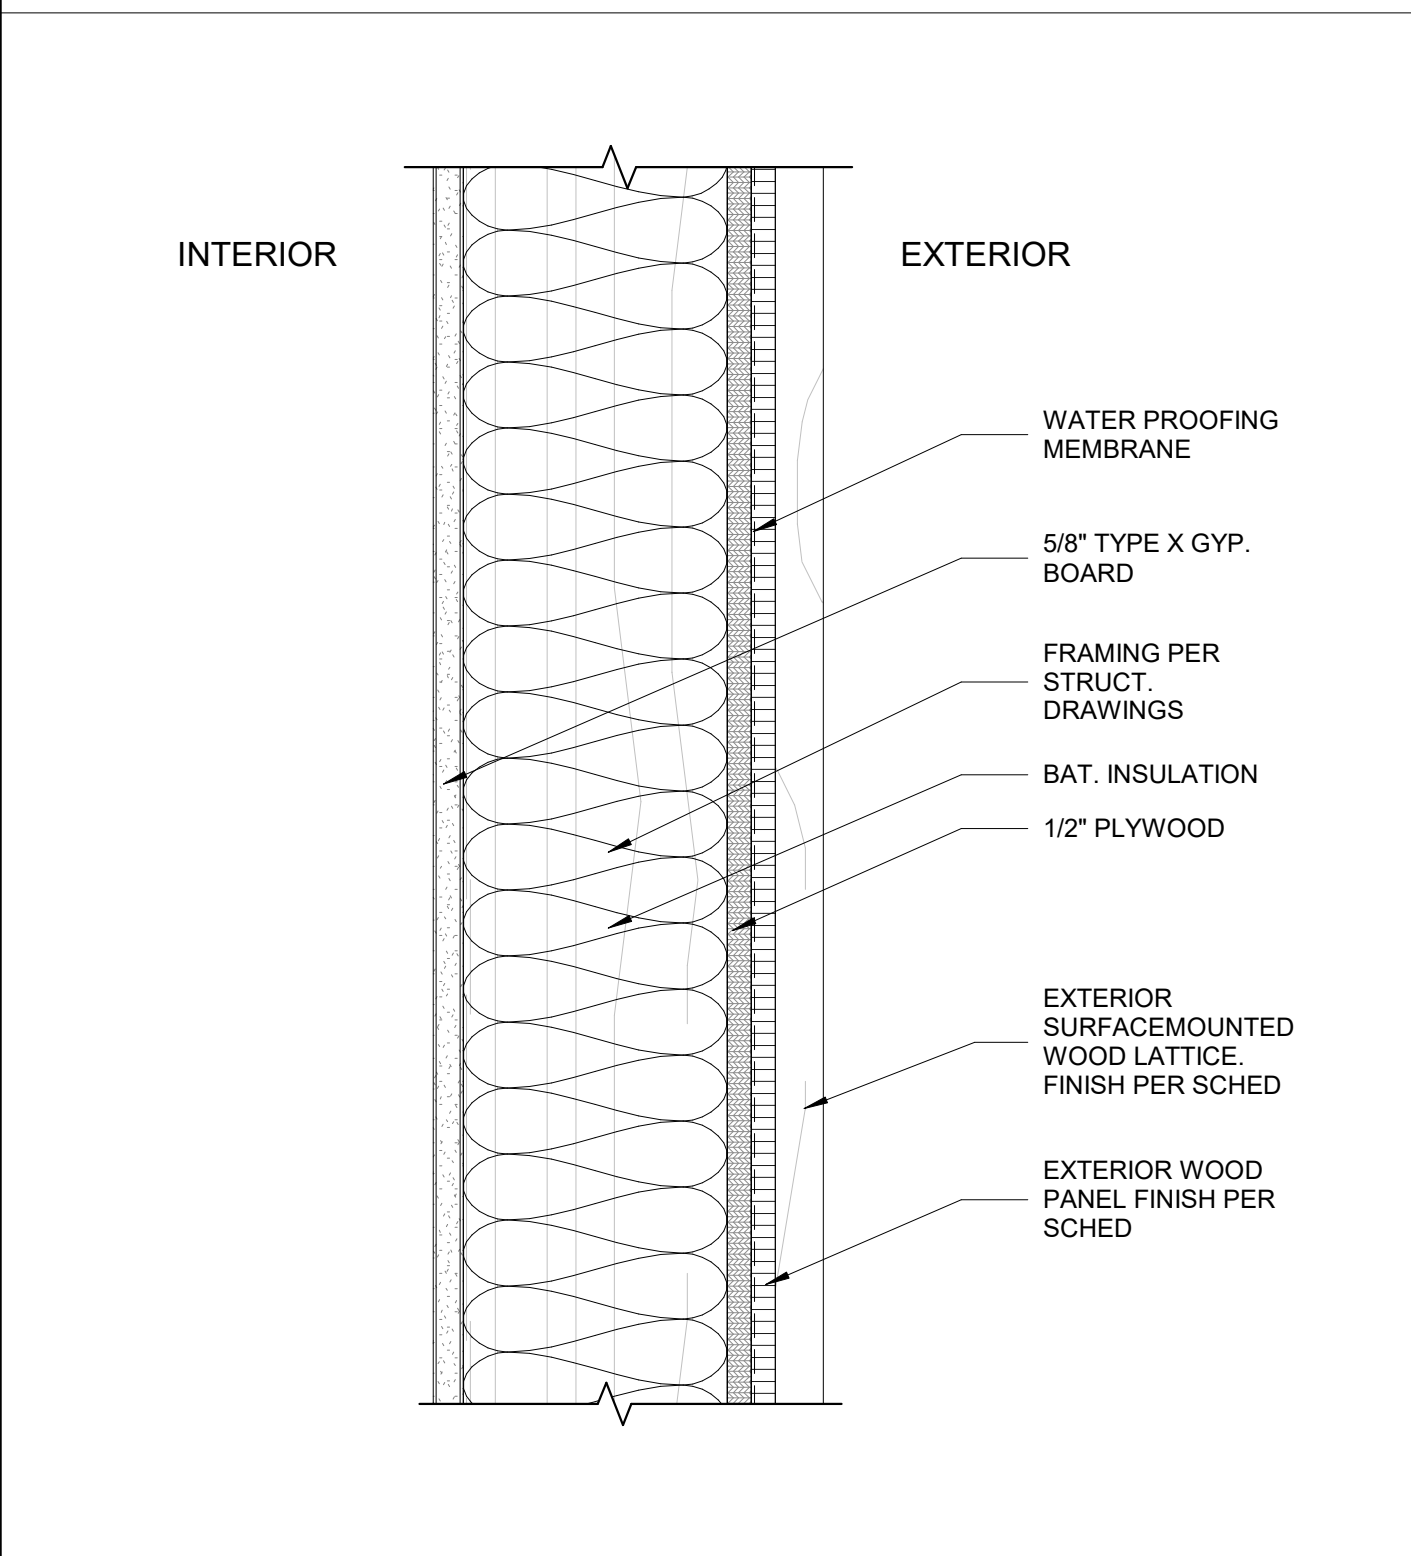 INTERIOR
EXTERIOR
WATER PROOFING
MEMBRANE
5/8" TYPE X GYP.
BOARD
FRAMING PER
STRUCT.
DRAWINGS
BAT. INSULATION
1/2" PLYWOOD
EXTERIOR
SURFACEMOUNTED
WOOD LATTICE.
FINISH PER SCHED
EXTERIOR WOOD
PANEL FINISH PER
SCHED